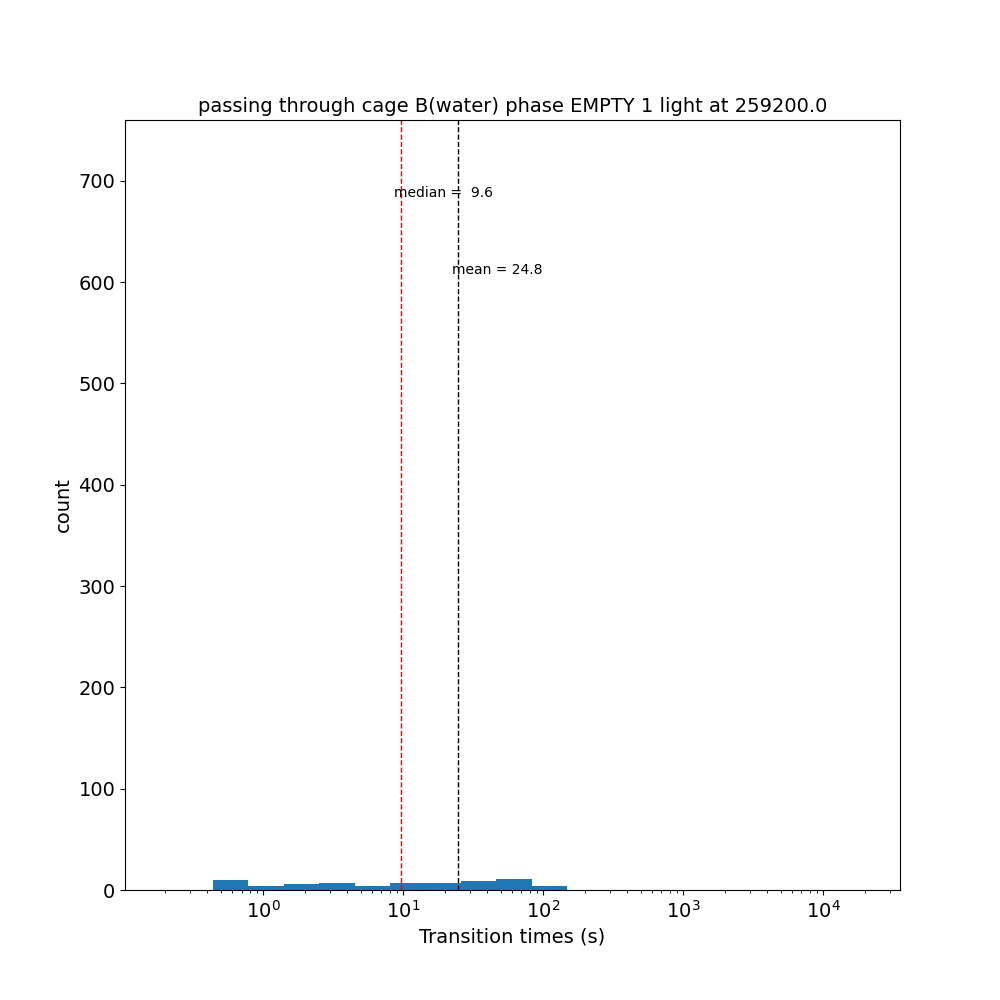 passing through cage B(water) phase EMPTY 1 light at 259200.0
700
median =  9.6
mean = 24.8
600
500
count
400
300
200
100
0
10^0 10^1 10^2 10^3 10^4
Transition times (s)